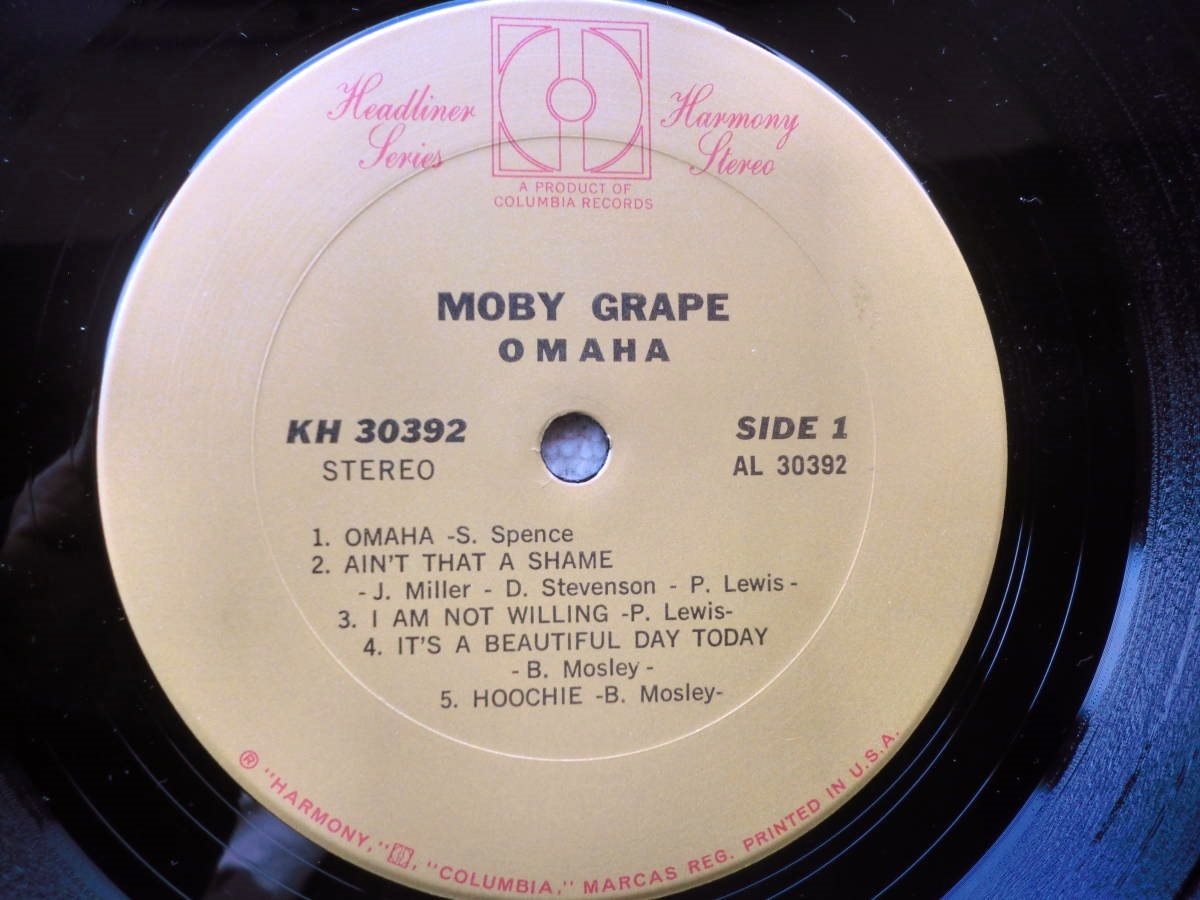 Headliner Series
Harmony Stereo
A PRODUCT OF
COLUMBIA RECORDS
MOBY GRAPE
OMAHA
KH 30392
STEREO
SIDE 1
AL 30392
1. OMAHA -S. Spence
2. AIN'T THAT A SHAME
- J. Miller - D. Stevenson - P. Lewis -
3. I AM NOT WILLING -P. Lewis-
4. IT'S A BEAUTIFUL DAY TODAY
- B. Mosley -
5. HOOCHIE -B. Mosley-
® "HARMONY," , "COLUMBIA," MARCAS REG. PRINTED IN U.S.A.